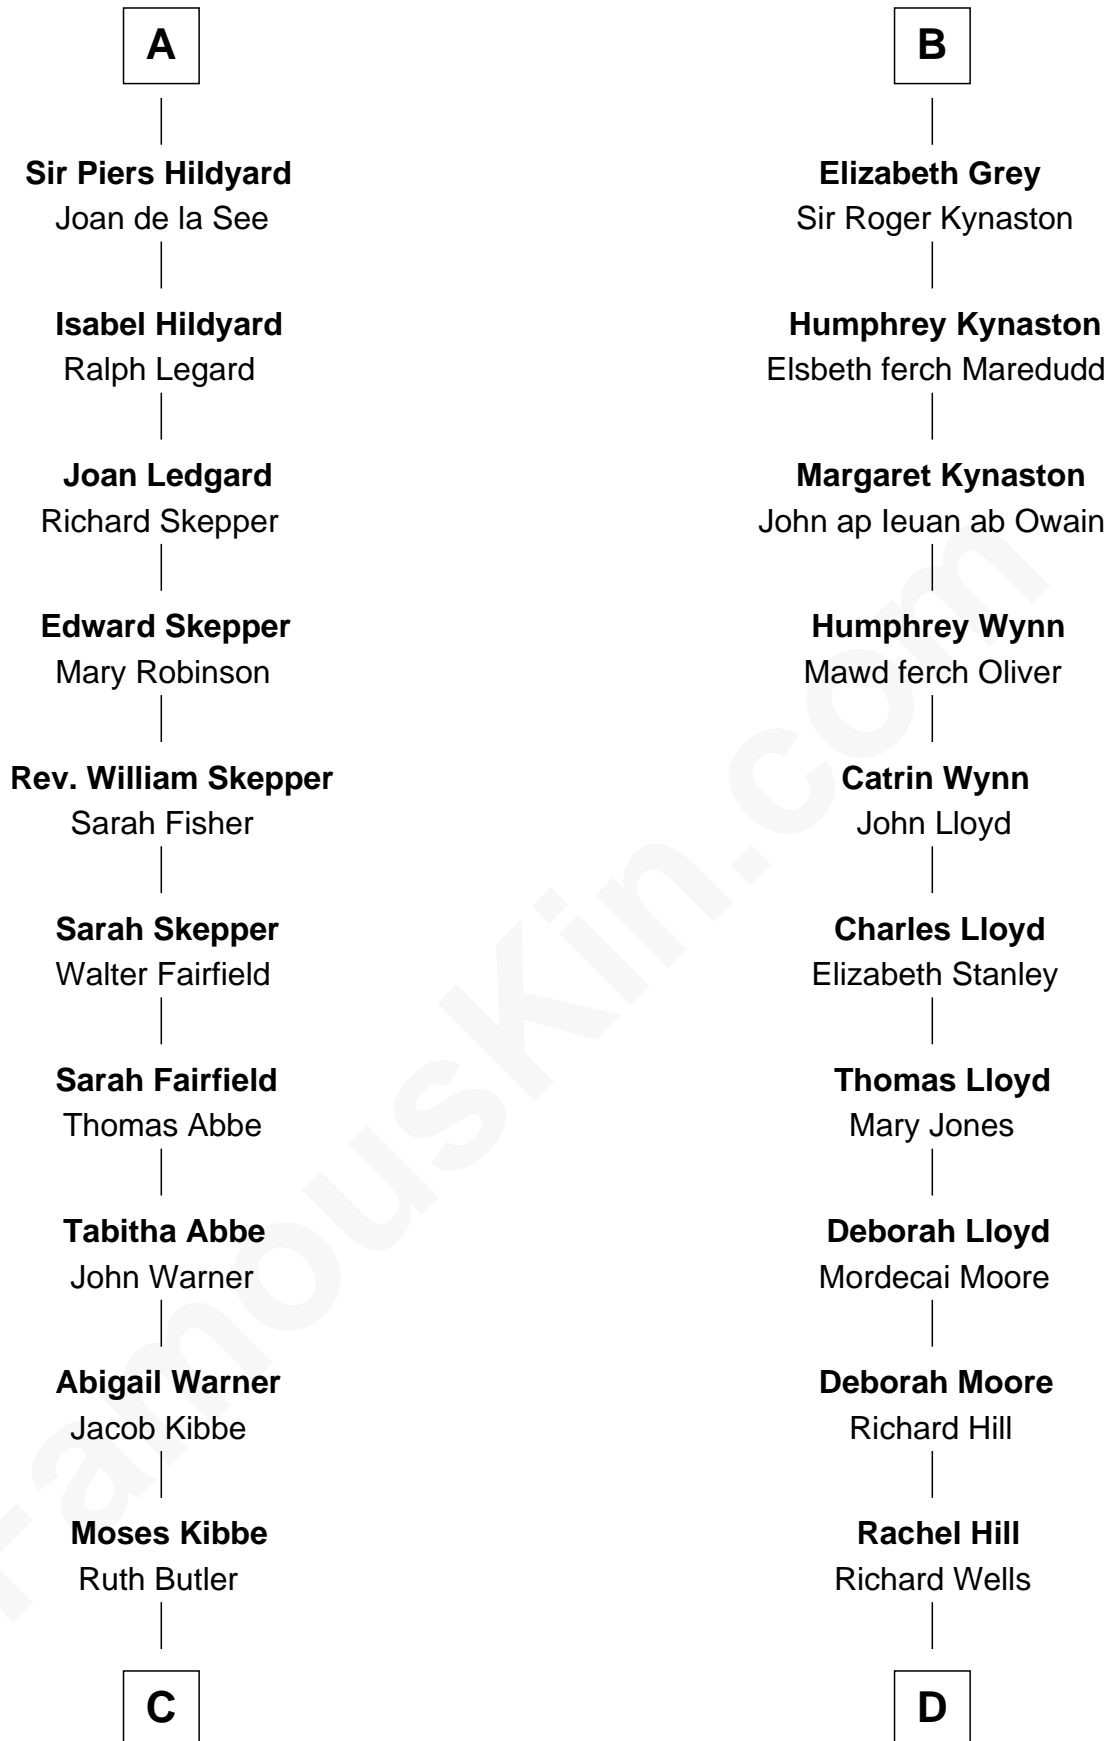 A
Sir Piers Hildyard
Joan de la See
Isabel Hildyard
Ralph Legard
Joan Ledgard
Richard Skepper
Edward Skepper
Mary Robinson
Rev. William Skepper
Sarah Fisher
Sarah Skepper
Walter Fairfield
Sarah Fairfield
Thomas Abbe
Tabitha Abbe
John Warner
Abigail Warner
Jacob Kibbe
Moses Kibbe
Ruth Butler
C
B
Elizabeth Grey
Sir Roger Kynaston
Humphrey Kynaston
Elsbeth ferch Maredudd
Margaret Kynaston
John ap Ieuan ab Owain
Humphrey Wynn
Mawd ferch Oliver
Catrin Wynn
John Lloyd
Charles Lloyd
Elizabeth Stanley
Thomas Lloyd
Mary Jones
Deborah Lloyd
Mordecai Moore
Deborah Moore
Richard Hill
Rachel Hill
Richard Wells
D
FamousKin.com